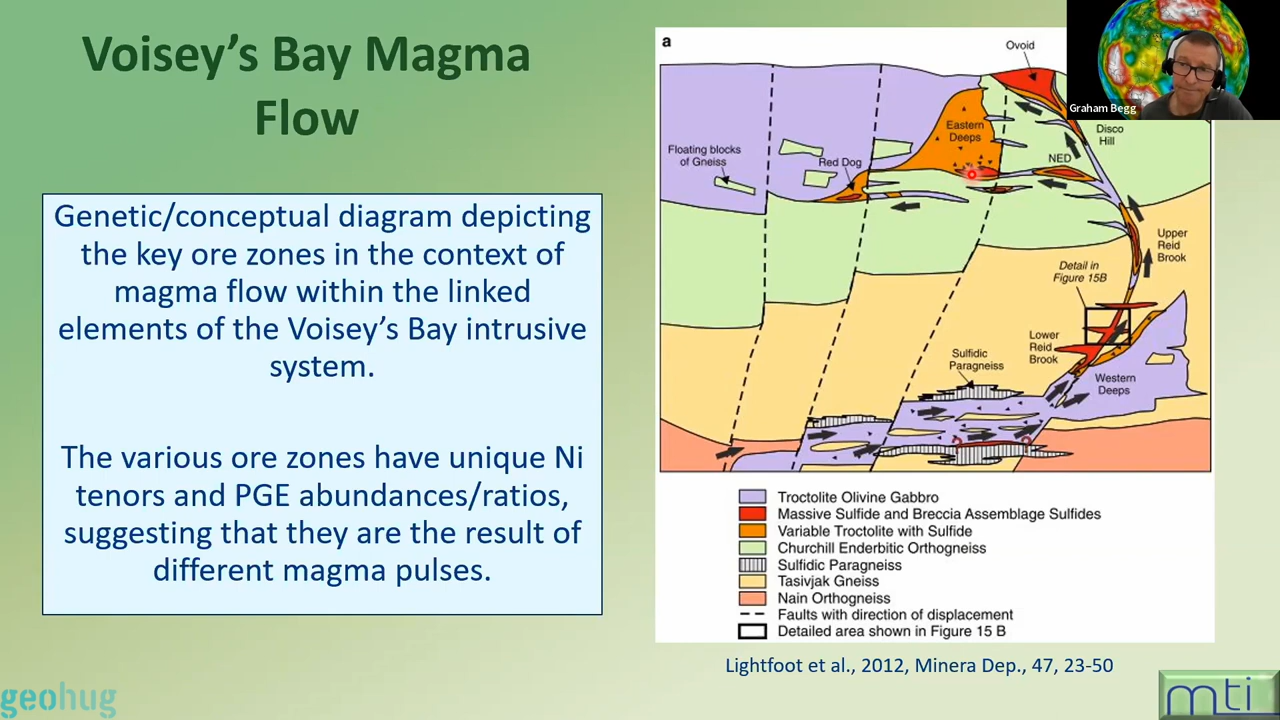 Voisey's Bay Magma
Flow
Genetic/conceptual diagram depicting
the key ore zones in the context of
magma flow within the linked
elements of the Voisey's Bay intrusive
system.
The various ore zones have unique Ni
tenors and PGE abundances/ratios,
suggesting that they are the result of
different magma pulses.
a
Ovoid
Graham Begg
Eastern
Deeps
Disco
Hill
Floating blocks
of Gneiss
Red Dog
NED
Upper
Reid
Brook
Detail in
Figure 15B
Lower
Reid
Brook
Sulfidic
Paragneiss
Western
Deeps
Troctolite Olivine Gabbro
Massive Sulfide and Breccia Assemblage Sulfides
Variable Troctolite with Sulfide
Churchill Enderbitic Orthogneiss
Sulfidic Paragneiss
Tasivjak Gneiss
Nain Orthogneiss
Faults with direction of displacement
Detailed area shown in Figure 15 B
Lightfoot et al., 2012, Minera Dep., 47, 23-50
geohug
mti